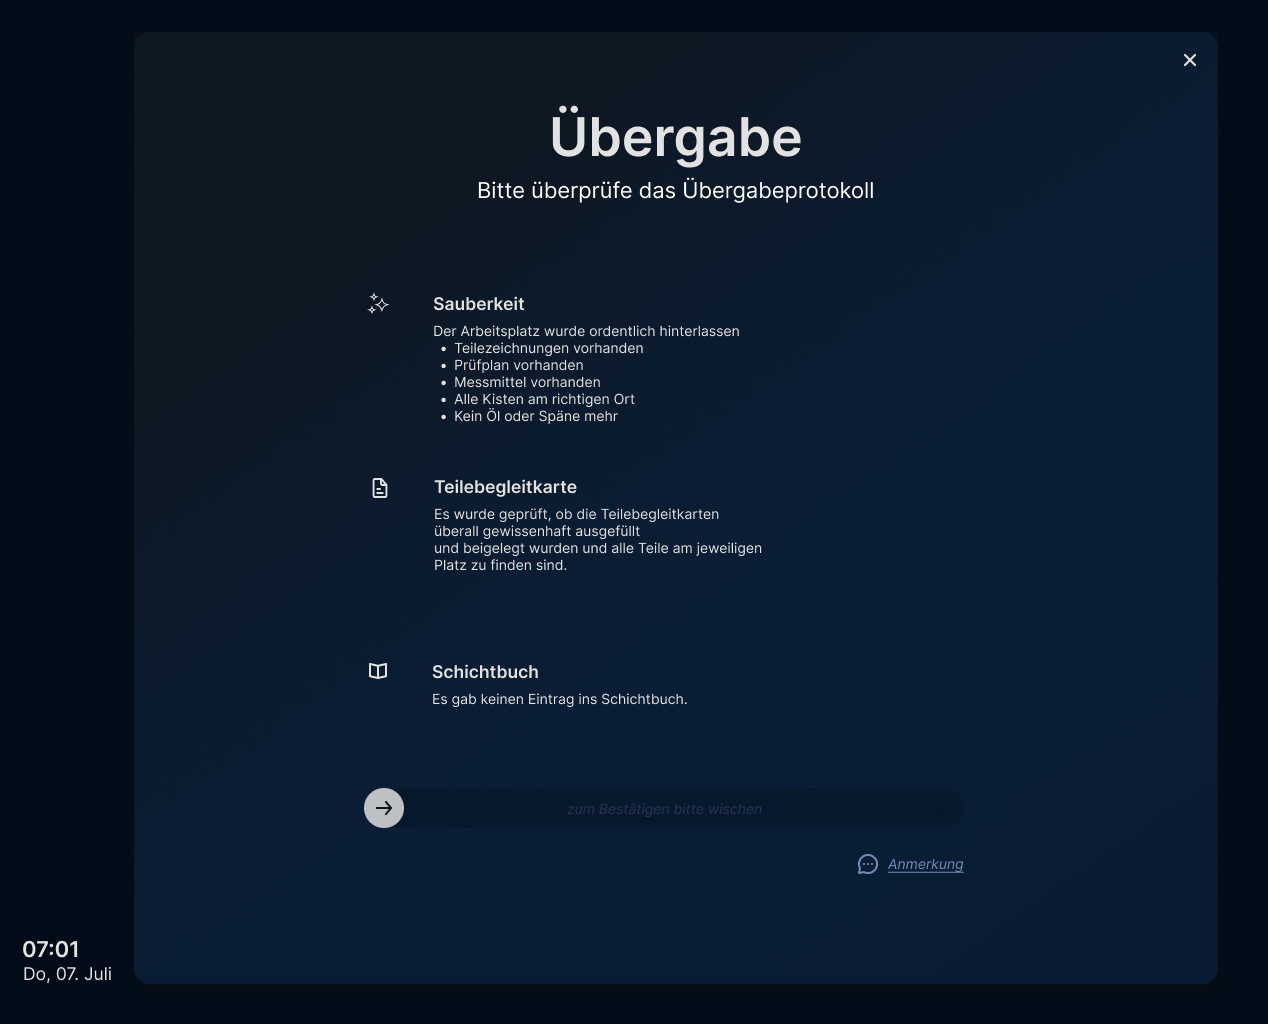 Übergabe
Bitte überprüfe das Übergabeprotokoll
Sauberkeit
Der Arbeitsplatz wurde ordentlich hinterlassen
• Teilezeichnungen vorhanden
• Prüfplan vorhanden
• Messmittel vorhanden
• Alle Kisten am richtigen Ort
• Kein Öl oder Späne mehr
Teilebegleitkarte
Es wurde geprüft, ob die Teilebegleitkarten
überall gewissenhaft ausgefüllt
und beigelegt wurden und alle Teile am jeweiligen
Platz zu finden sind.
Schichtbuch
Es gab keinen Eintrag ins Schichtbuch.
zum Bestätigen bitte wischen
Anmerkung
07:01
Do, 07. Juli